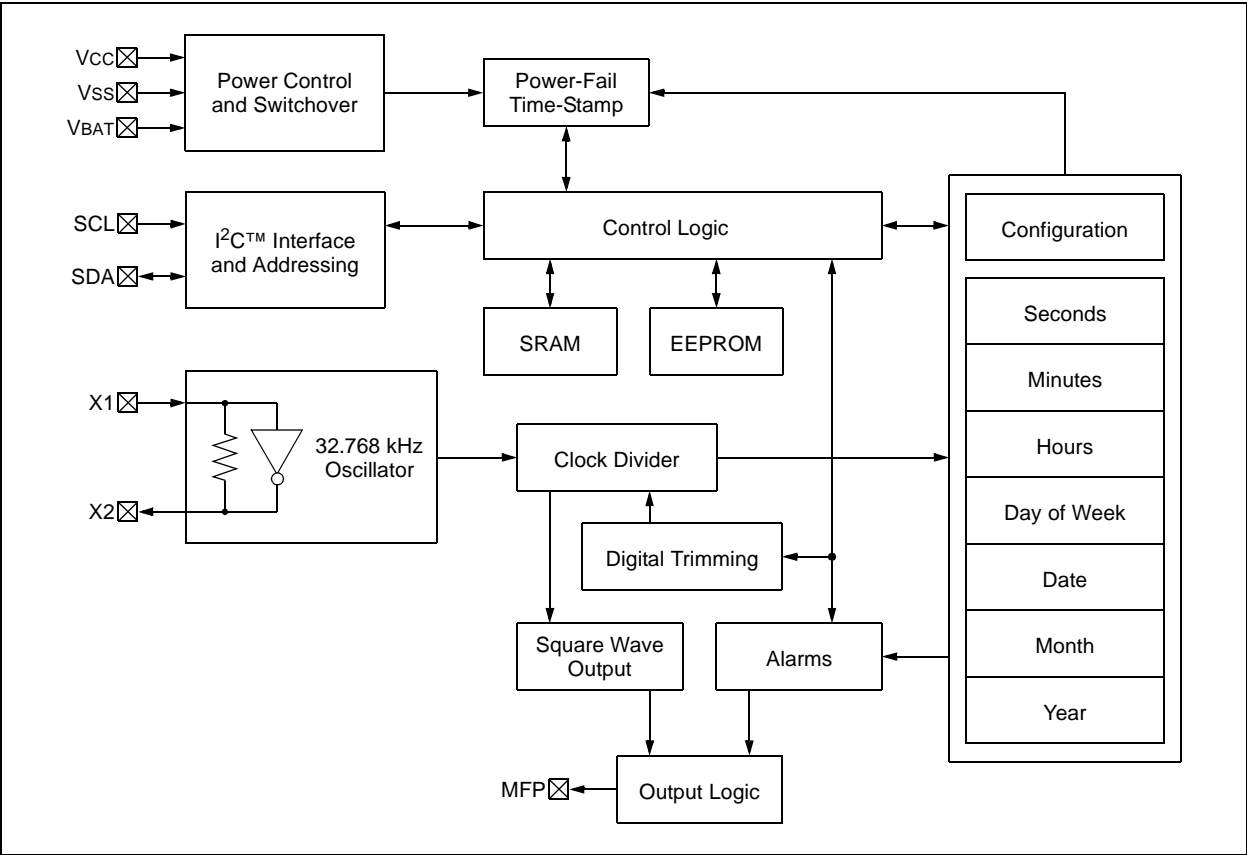 VCC
VSS
VBAT
Power Control
and Switchover
Power-Fail
Time-Stamp
SCL
SDA
I2C™ Interface
and Addressing
Control Logic
Configuration
SRAM
EEPROM
Seconds
Minutes
Hours
Day of Week
Date
Month
Year
X1
X2
32.768 kHz
Oscillator
Clock Divider
Digital Trimming
Square Wave
Output
Alarms
MFP
Output Logic